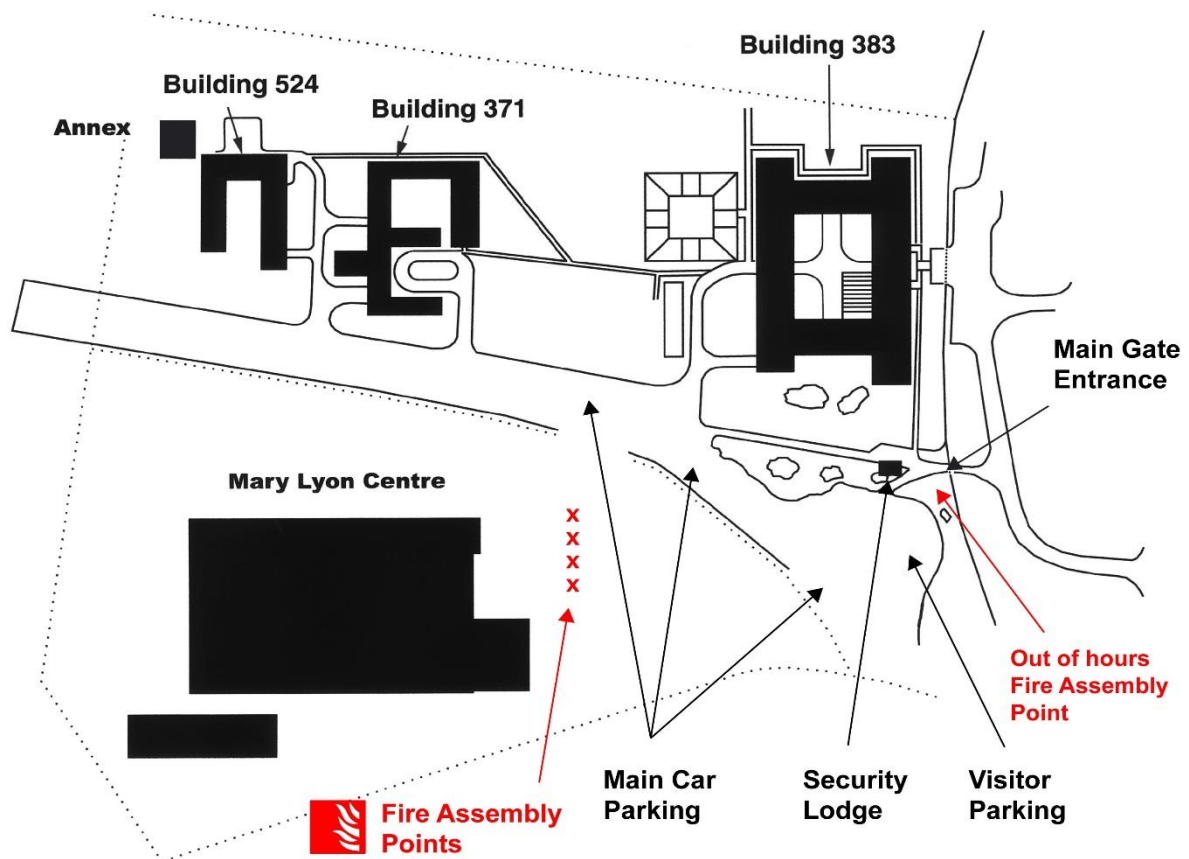 Building 383
Building 524
Building 371
Annex
Main Gate
Entrance
Mary Lyon Centre
x
x
x
x
Out of hours
Fire Assembly
Point
Main Car
Parking
Security
Lodge
Visitor
Parking
Fire Assembly
Points